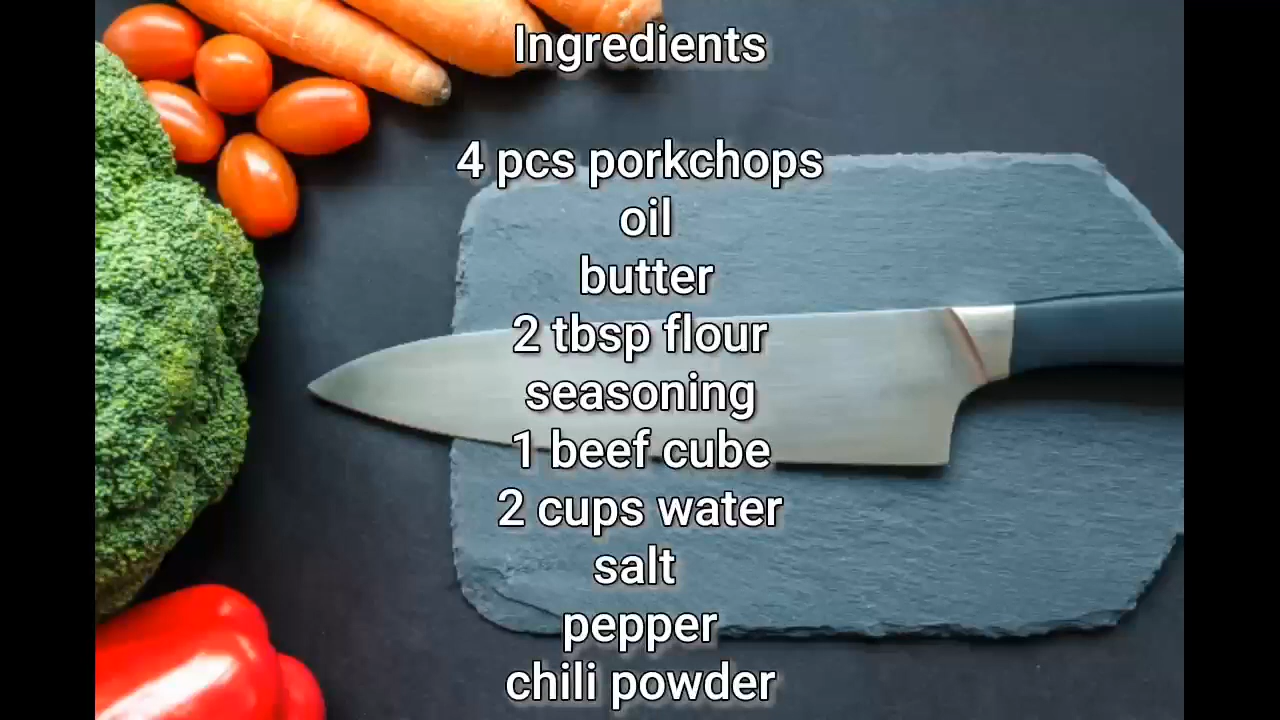 Ingredients
4 pcs porkchops
oil
butter
2 tbsp flour
seasoning
1 beef cube
2 cups water
salt
pepper
chili powder